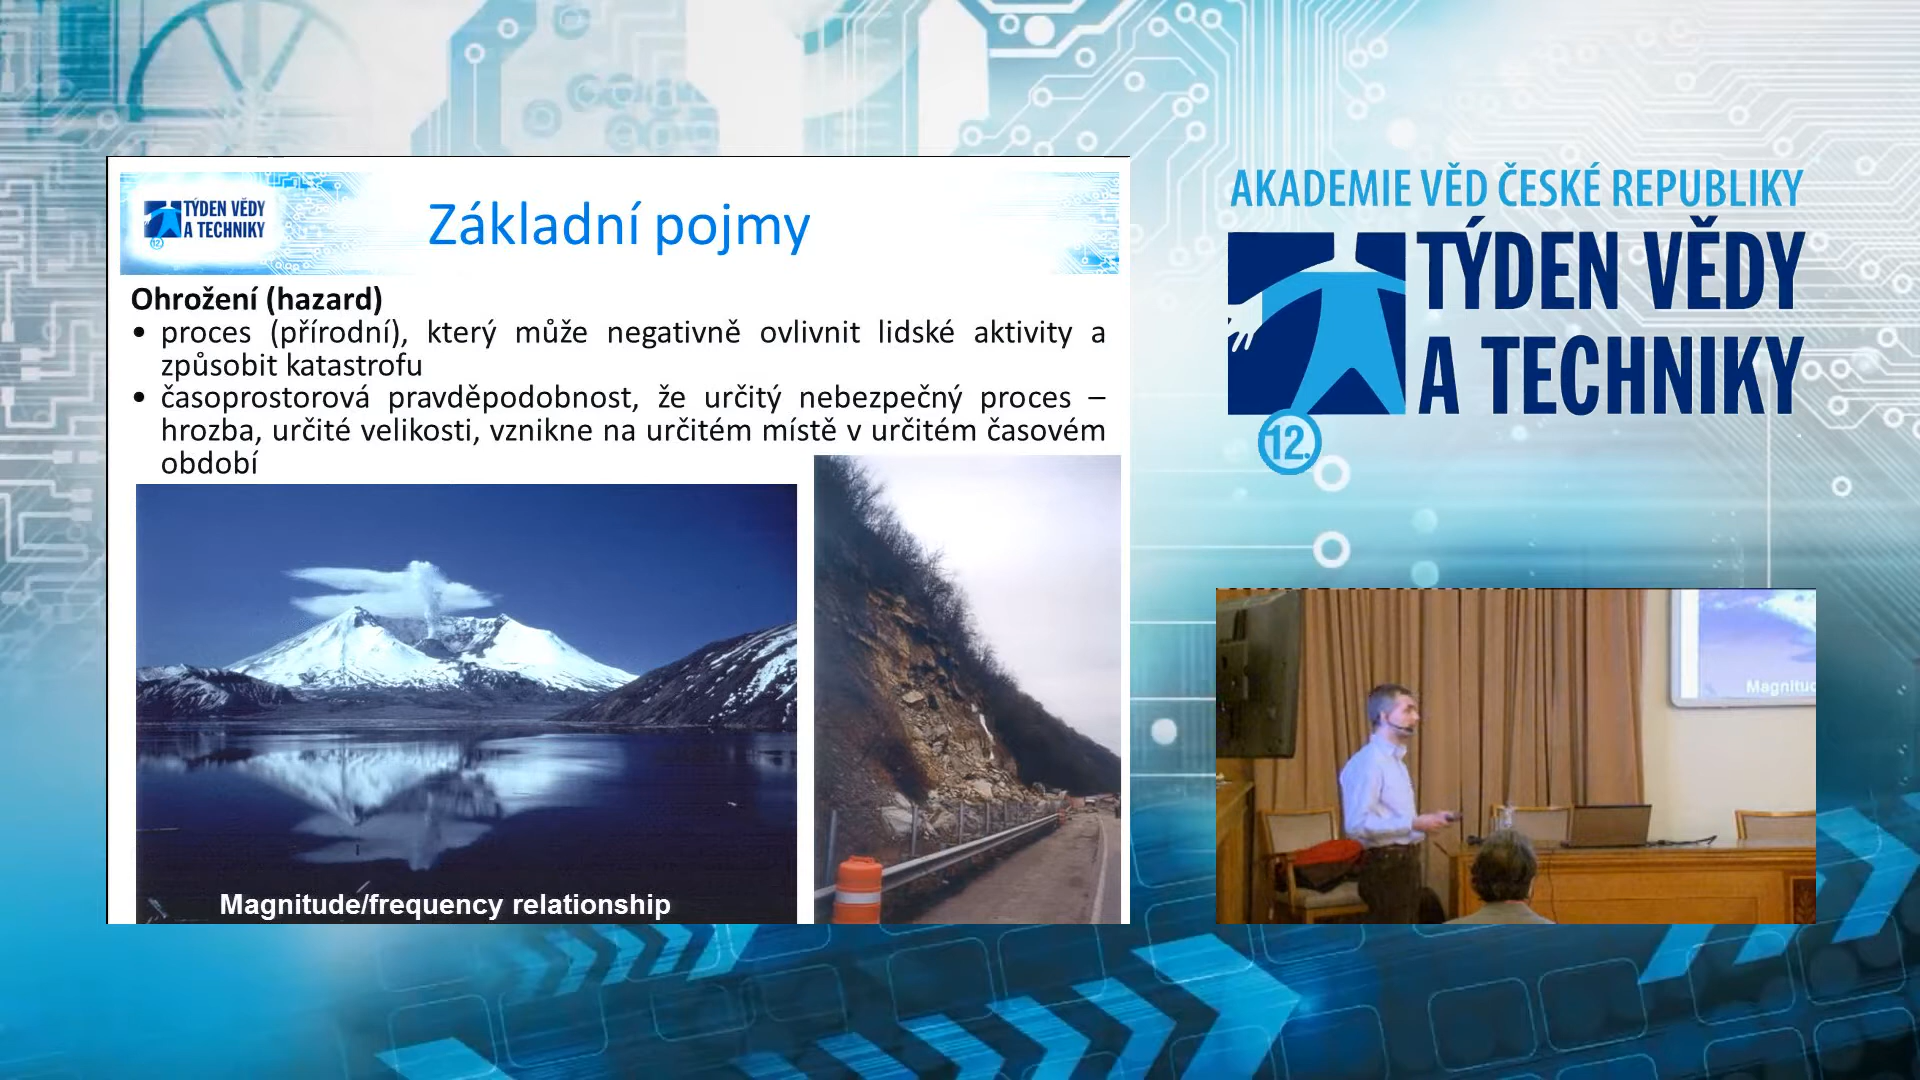 TÝDEN VĚDY
A TECHNIKY
12.
Základní pojmy
Ohrožení (hazard)
• proces (přírodní), který může negativně ovlivnit lidské aktivity a
způsobit katastrofu
• časoprostorová pravděpodobnost, že určitý nebezpečný proces –
hrozba, určité velikosti, vznikne na určitém místě v určitém časovém
období
Magnitude/frequency relationship
AKADEMIE VĚD ČESKÉ REPUBLIKY
TÝDEN VĚDY
A TECHNIKY
12.
Magnitud